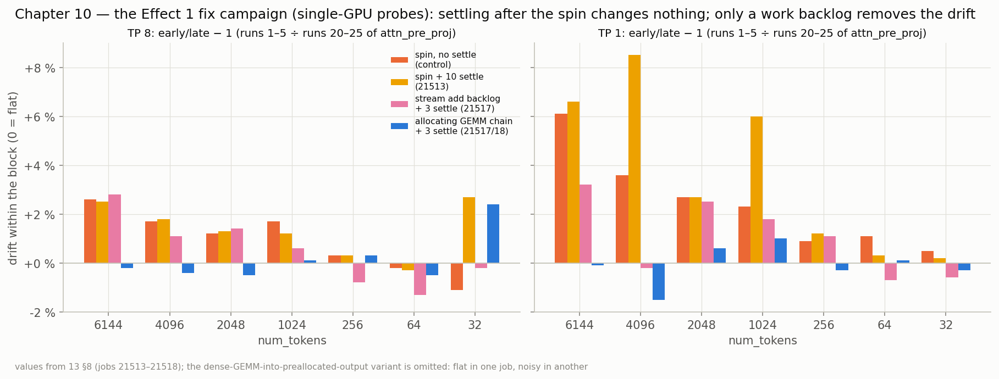 Chapter 10 — the Effect 1 fix campaign (single-GPU probes): settling after the spin changes nothing; only a work backlog removes the drift
TP 8: early/late − 1 (runs 1–5 ÷ runs 20–25 of attn_pre_proj)
drift within the block (0 = flat)
+8 %
+6 %
+4 %
+2 %
+0 %
-2 %
spin, no settle
(control)
spin + 10 settle
(21513)
stream add backlog
+ 3 settle (21517)
allocating GEMM chain
+ 3 settle (21517/18)
6144 4096 2048 1024 256 64 32
num_tokens
TP 1: early/late − 1 (runs 1–5 ÷ runs 20–25 of attn_pre_proj)
6144 4096 2048 1024 256 64 32
num_tokens
values from 13 §8 (jobs 21513–21518); the dense-GEMM-into-preallocated-output variant is omitted: flat in one job, noisy in another